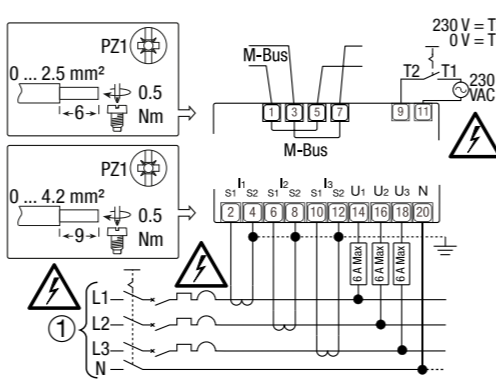 PZ1
0 ... 2.5 mm²
6
0.5
Nm
PZ1
0 ... 4.2 mm²
9
0.5
Nm
M-Bus
1 3 5 7
M-Bus
230 V = T
0 V = T
T2 T1
230
VAC
9 11
I1 I2 I3
S1 S2 S1 S2 S1 S2 U1 U2 U3 N
2 4 6 8 10 12 14 16 18 20
6 A Max
6 A Max
6 A Max
1
L1
L2
L3
N